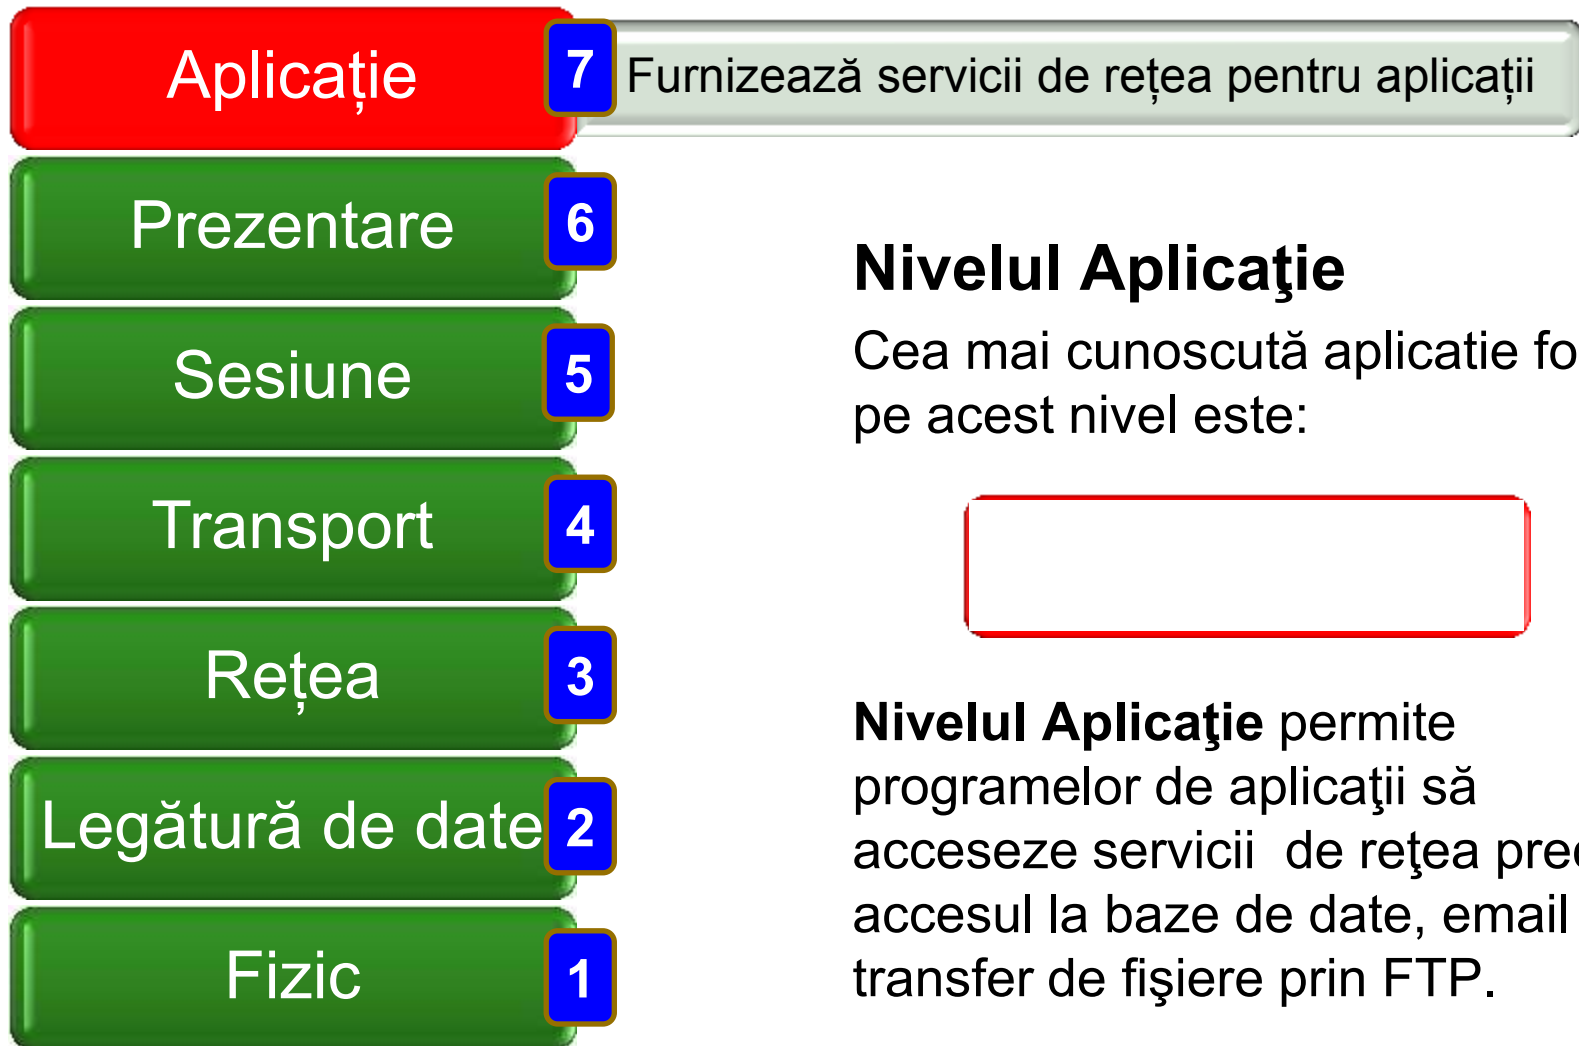 Aplicație
7
Furnizează servicii de rețea pentru aplicații
Prezentare
6
Sesiune
5
Transport
4
Rețea
3
Legătură de date
2
Fizic
1
Nivelul Aplicaţie
Cea mai cunoscută aplicatie
pe acest nivel este:
Nivelul Aplicaţie permite
programelor de aplicaţii să
acceseze servicii de reţea
accesul la baze de date, email
transfer de fişiere prin FTP.